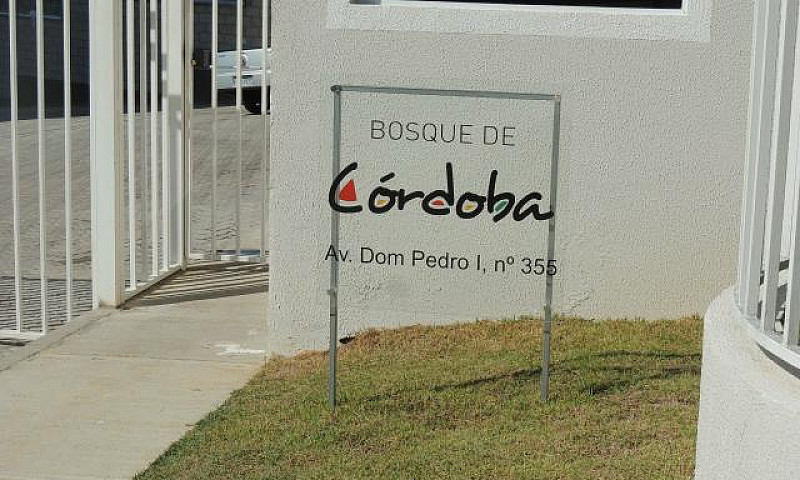 BOSQUE DE
Córdoba
Av. Dom Pedro I, nº 355